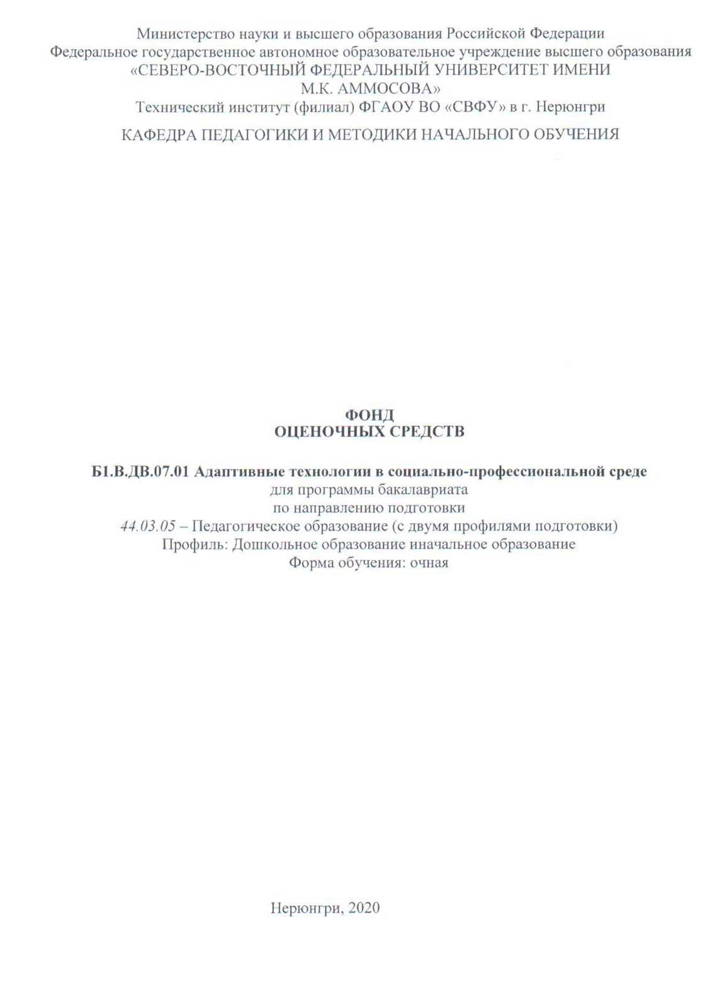 Министерство науки и высшего образования Российской Федерации
Федеральное государственное автономное образовательное учреждение высшего образования
«СЕВЕРО-ВОСТОЧНЫЙ ФЕДЕРАЛЬНЫЙ УНИВЕРСИТЕТ ИМЕНИ
М.К. АММОСОВА»
Технический институт (филиал) ФГАОУ ВО «СВФУ» в г. Нерюнгри
КАФЕДРА ПЕДАГОГИКИ И МЕТОДИКИ НАЧАЛЬНОГО ОБУЧЕНИЯ
ФОНД
ОЦЕНОЧНЫХ СРЕДСТВ
Б1.В.ДВ.07.01 Адаптивные технологии в социально-профессиональной среде
для программы бакалавриата
по направлению подготовки
44.03.05 – Педагогическое образование (с двумя профилями подготовки)
Профиль: Дошкольное образование иначальное образование
Форма обучения: очная
Нерюнгри, 2020